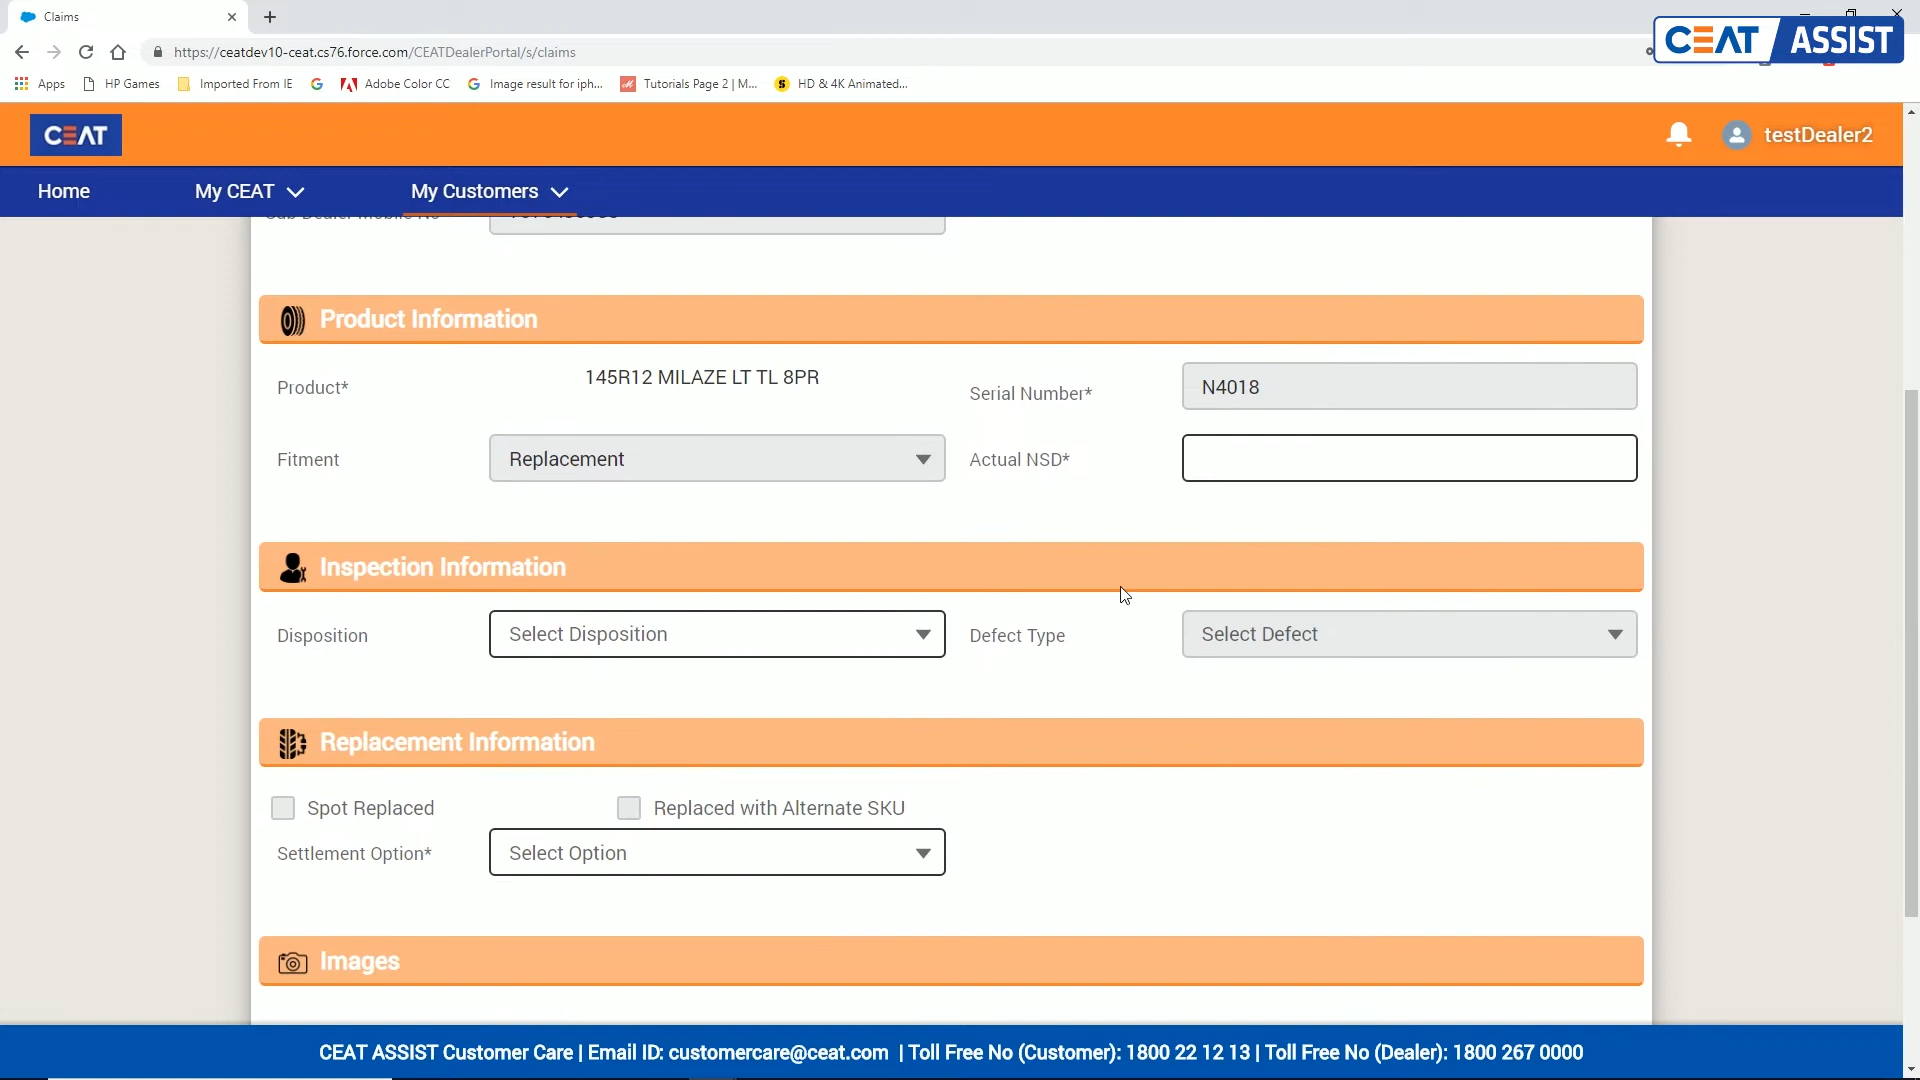 Claims
https://ceatdev10-ceat.cs76.force.com/CEATDealerPortal/s/claims
CEAT ASSIST
Apps HP Games Imported From IE Adobe Color CC Image result for iph... Tutorials Page 2 | M... HD & 4K Animated...
CEAT testDealer2
Home My CEAT My Customers
Product Information
Product* 145R12 MILAZE LT TL 8PR Serial Number* N4018
Fitment Replacement Actual NSD*
Inspection Information
Disposition Select Disposition Defect Type Select Defect
Replacement Information
Spot Replaced Replaced with Alternate SKU
Settlement Option* Select Option
Images
CEAT ASSIST Customer Care | Email ID: customercare@ceat.com | Toll Free No (Customer): 1800 22 12 13 | Toll Free No (Dealer): 1800 267 0000